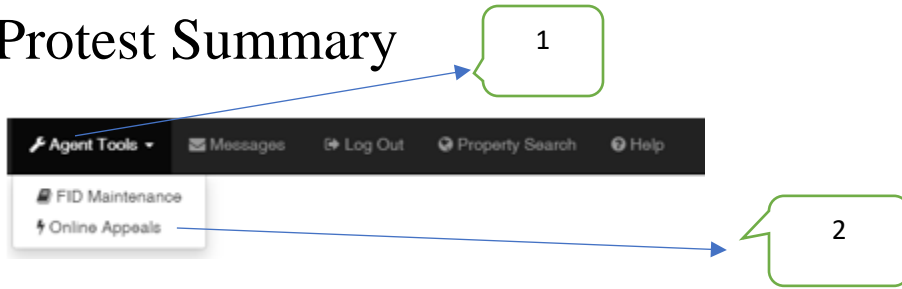 Protest Summary
1
Agent Tools Messages Log Out Property Search Help
FID Maintenance
Online Appeals
2